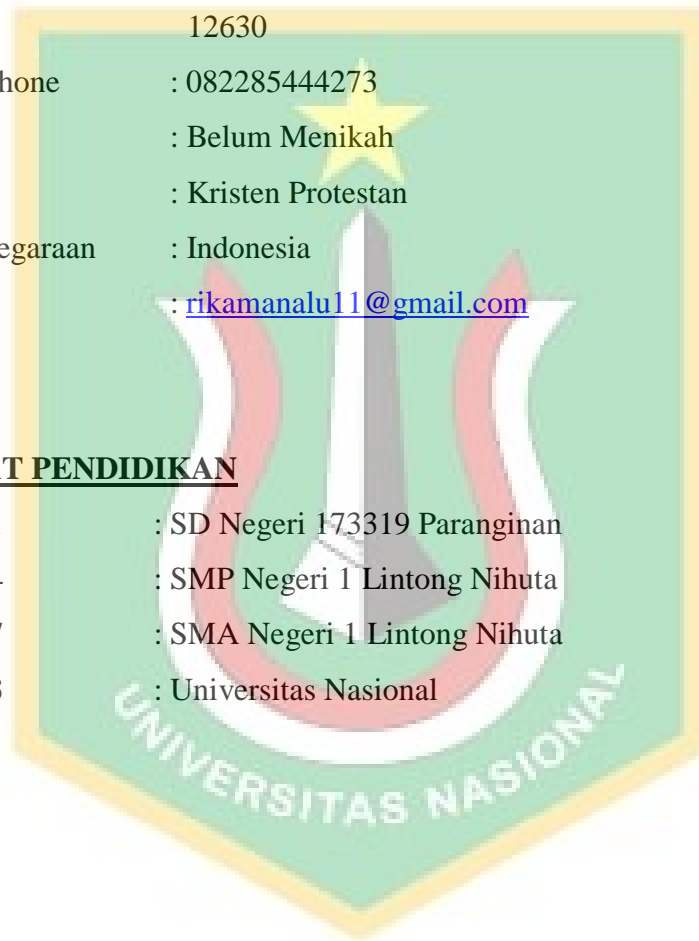 12630
hone : 082285444273
: Belum Menikah
: Kristen Protestan
egaraan : Indonesia
: rikamanalu11@gmail.com
T PENDIDIKAN
: SD Negeri 173319 Paranginan
: SMP Negeri 1 Lintong Nihuta
: SMA Negeri 1 Lintong Nihuta
: Universitas Nasional
UNIVERSITAS NASIONAL